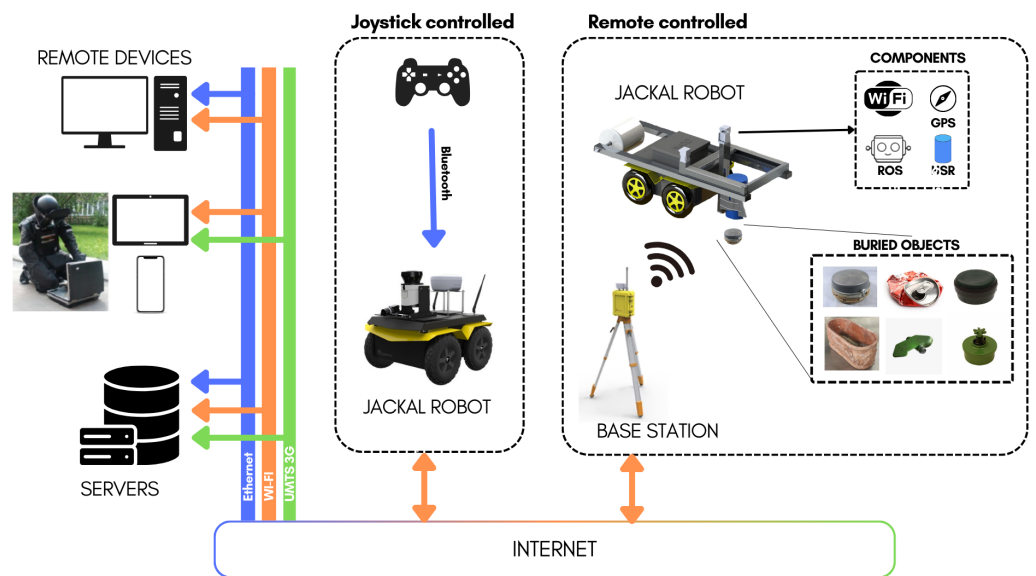 Joystick controlled
Remote controlled
REMOTE DEVICES
COMPONENTS
JACKAL ROBOT
WiFi
GPS
Bluetooth
ROS
BURIED OBJECTS
JACKAL ROBOT
BASE STATION
SERVERS
Ethernet
WI-FI
UMTS 3G
INTERNET